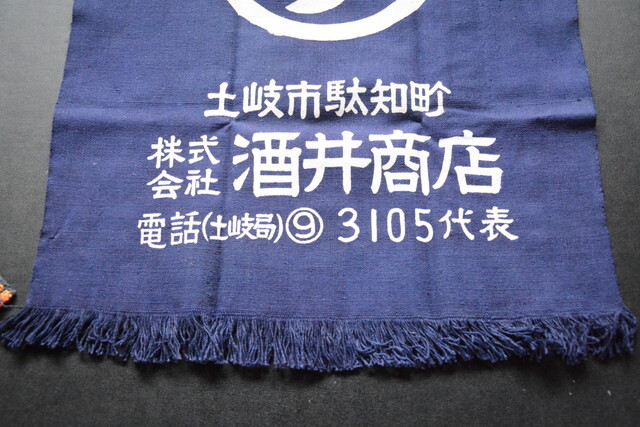 土岐市駄知町
株式会社 酒井商店
電話(土岐局)⑨3105代表